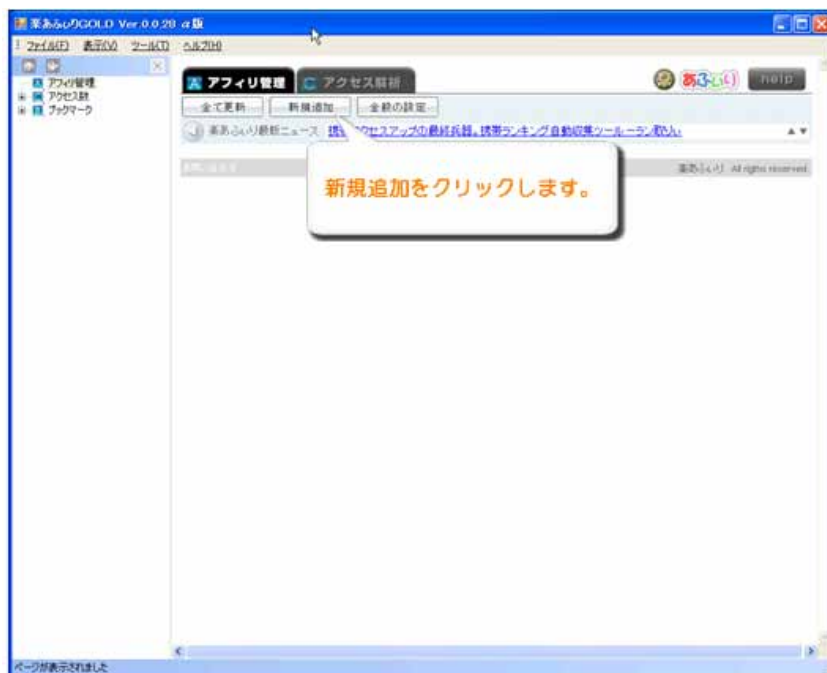 楽あふりGOLD Ver.0.0.29 α版
ファイル(F) 表示(V) ツール(T) ヘルプ(H)
アフィリ管理
アクセス数
ブックマーク
アフィリ管理 アクセス解析 help
全て更新 新規追加 全般の設定
楽あふぃり最新ニュース
新規追加をクリックします。
楽あふぃり All rights reserved.
ページが表示されました